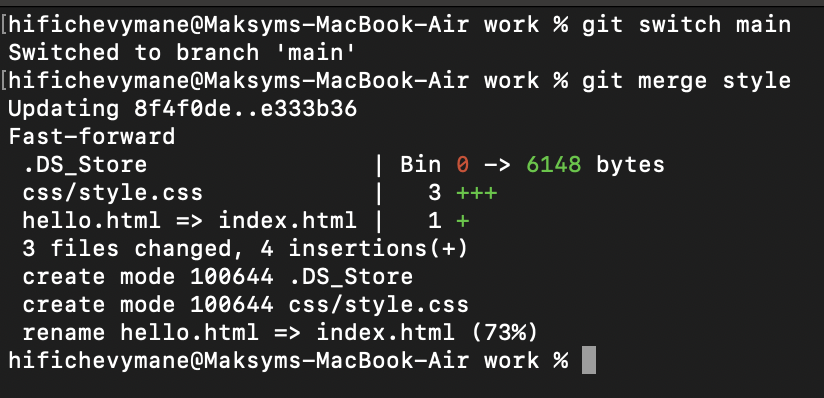 [hifichevymane@Maksyms-MacBook-Air work % git switch main
Switched to branch 'main'
[hifichevymane@Maksyms-MacBook-Air work % git merge style
Updating 8f4f0de..e333b36
Fast-forward
 .DS_Store                | Bin 0 -> 6148 bytes
 css/style.css            |   3 +++
 hello.html => index.html |   1 +
 3 files changed, 4 insertions(+)
 create mode 100644 .DS_Store
 create mode 100644 css/style.css
 rename hello.html => index.html (73%)
hifichevymane@Maksyms-MacBook-Air work %